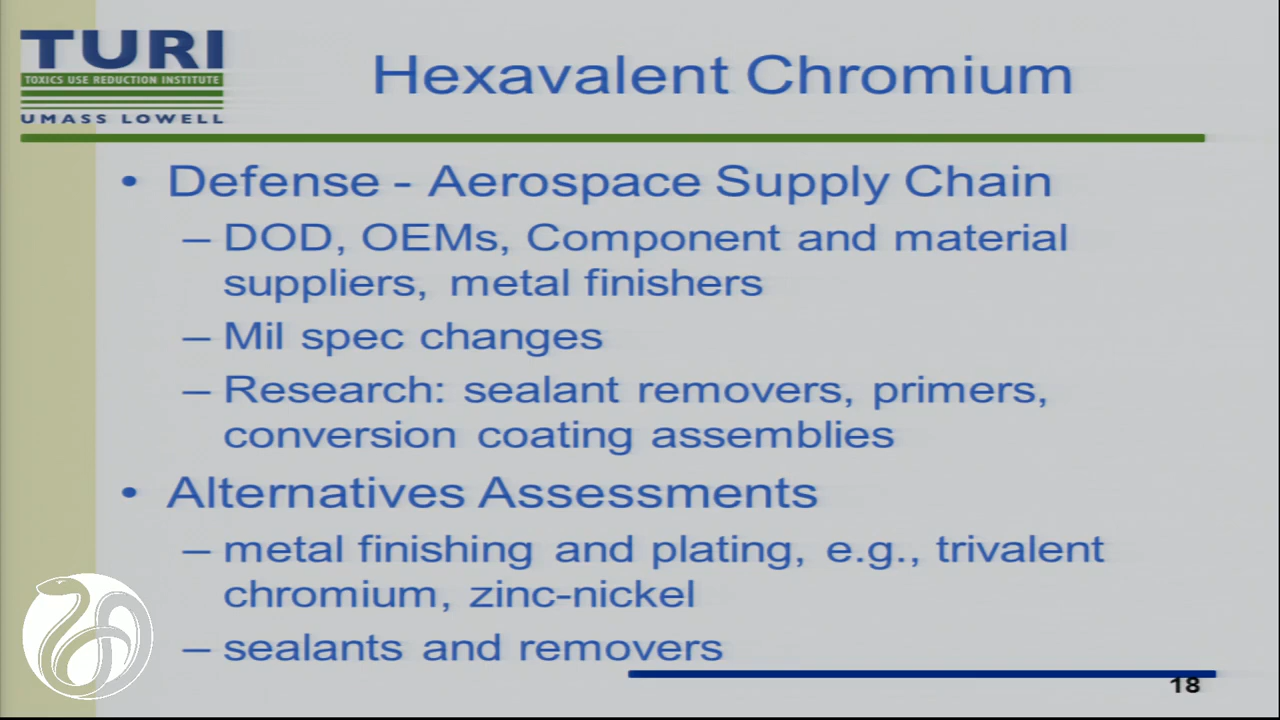 TURI
TOXICS USE REDUCTION INSTITUTE
UMASS LOWELL
Hexavalent Chromium
• Defense - Aerospace Supply Chain
– DOD, OEMs, Component and material
suppliers, metal finishers
– Mil spec changes
– Research: sealant removers, primers,
conversion coating assemblies
• Alternatives Assessments
– metal finishing and plating, e.g., trivalent
chromium, zinc-nickel
– sealants and removers
18